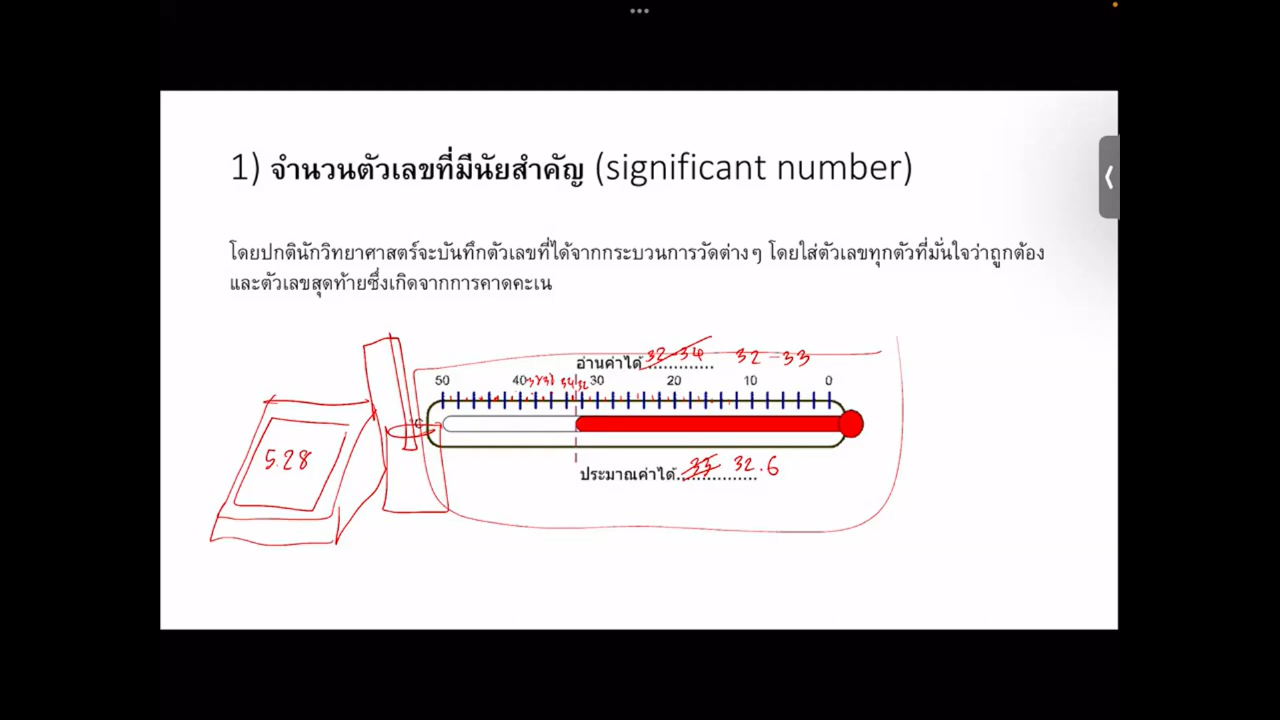 1) จำนวนตัวเลขที่มีนัยสำคัญ (significant number)
โดยปกตินักวิทยาศาสตร์จะบันทึกตัวเลขที่ได้จากกระบวนการวัดต่างๆ โดยใส่ตัวเลขทุกตัวที่มั่นใจว่าถูกต้อง
และตัวเลขสุดท้ายซึ่งเกิดจากการคาดคะเน
อ่านค่าได้ 32-34 ............. 32-33
50 40 38 34 32 30 20 10 0
5.28
ประมาณค่าได้ 33 ............... 32.6